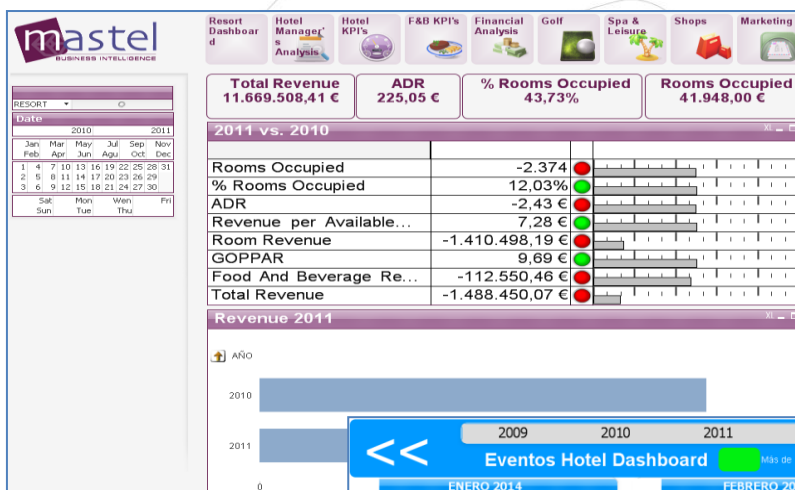 mastel
BUSINESS INTELLIGENCE
Resort Dashboar d
Hotel Manager' s Analysis
Hotel KPI's
F&B KPI's
Financial Analysis
Golf
Spa & Leisure
Shops
Marketing
Total Revenue
11.669.508,41 €
ADR
225,05 €
% Rooms Occupied
43,73%
Rooms Occupied
41.948,00 €
RESORT
Date
2010 2011
Jan Mar May Jul Sep Nov
Feb Apr Jun Agu Oct Dec
1 4 7 10 13 16 19 22 25 28 31
2 5 8 11 14 17 20 23 26 29
3 6 9 12 15 18 21 24 27 30
Sat Mon Wen Fri
Sun Tue Thu
2011 vs. 2010
XL
Rooms Occupied -2.374
% Rooms Occupied 12,03%
ADR -2,43 €
Revenue per Available... 7,28 €
Room Revenue -1.410.498,19 €
GOPPAR 9,69 €
Food And Beverage Re... -112.550,46 €
Total Revenue -1.488.450,07 €
Revenue 2011
XL
AÑO
2010
2011
0
<< 2009 2010 2011
Eventos Hotel Dashboard
Más de
ENERO 2014
FEBRERO 20